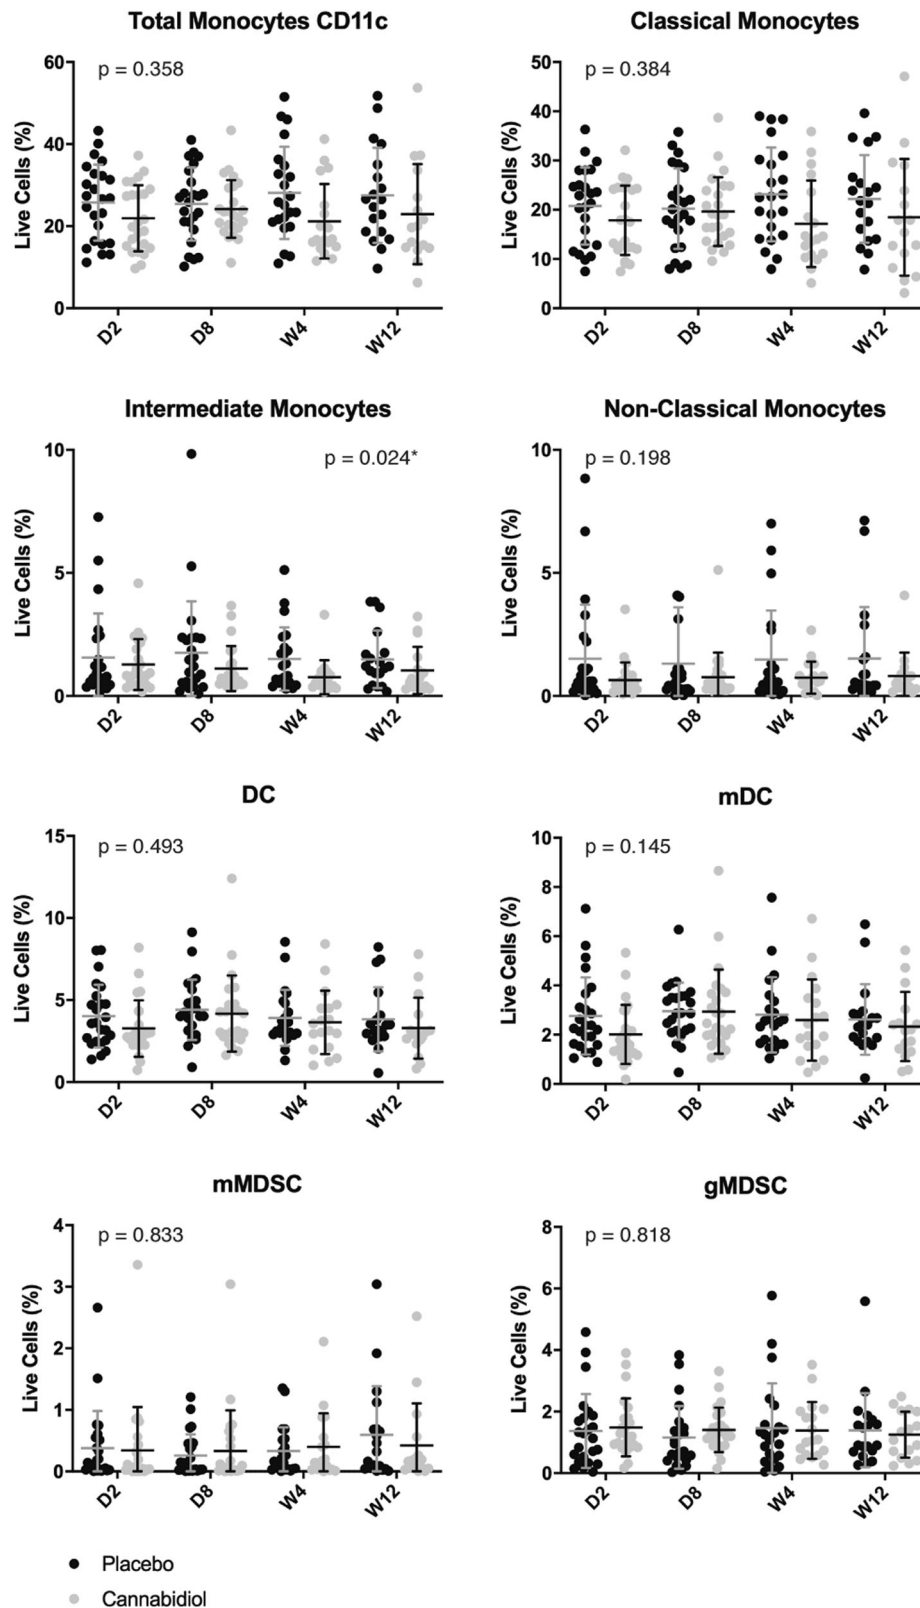 Total Monocytes CD11c
p = 0.358
Live Cells (%)
60
40
20
0
D2
D8
W4
W12
Classical Monocytes
p = 0.384
Live Cells (%)
50
40
30
20
10
0
D2
D8
W4
W12
Intermediate Monocytes
p = 0.024*
Live Cells (%)
10
5
0
D2
D8
W4
W12
Non-Classical Monocytes
p = 0.198
Live Cells (%)
10
5
0
D2
D8
W4
W12
DC
p = 0.493
Live Cells (%)
15
10
5
0
D2
D8
W4
W12
mDC
p = 0.145
Live Cells (%)
10
8
6
4
2
0
D2
D8
W4
W12
mMDSC
p = 0.833
Live Cells (%)
4
3
2
1
0
D2
D8
W4
W12
gMDSC
p = 0.818
Live Cells (%)
8
6
4
2
0
D2
D8
W4
W12
Placebo
Cannabidiol